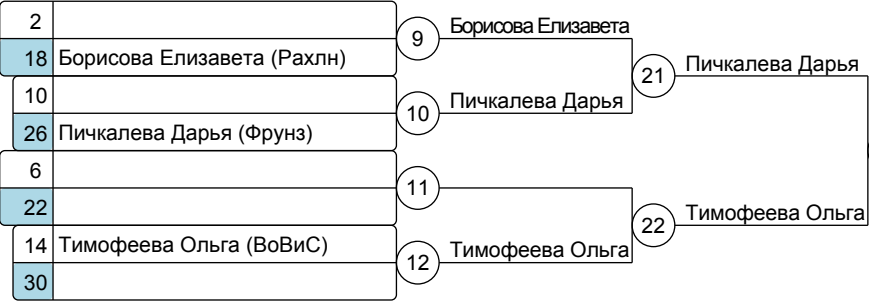 2
18 Борисова Елизавета (Рахлн)
9 Борисова Елизавета
10
26 Пичкалева Дарья (Фрунз)
10 Пичкалева Дарья
21 Пичкалева Дарья
6
22
11
14 Тимофеева Ольга (ВоВиС)
30
12 Тимофеева Ольга
22 Тимофеева Ольга